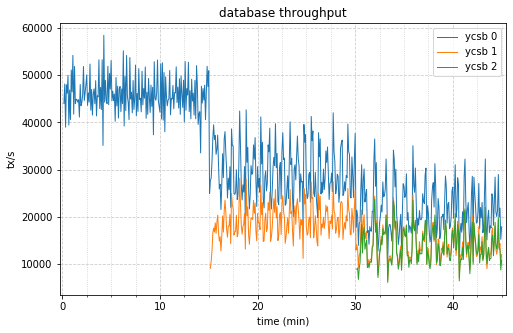 database throughput
ycsb 0
ycsb 1
ycsb 2
60000
50000
40000
30000
20000
10000
tx/s
0
10
20
30
40
time (min)